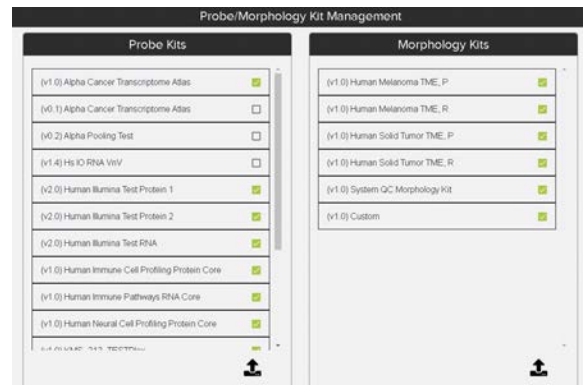 Probe/Morphology Kit Management
Probe Kits
(v1.0) Alpha Cancer Transcriptome Atlas
(v0.1) Alpha Cancer Transcriptome Atlas
(v0.2) Alpha Pooling Test
(v1.4) Hs IO RNA VnV
(v2.0) Human Illumina Test Protein 1
(v2.0) Human Illumina Test Protein 2
(v2.0) Human Illumina Test RNA
(v1.0) Human Immune Cell Profiling Protein Core
(v1.0) Human Immune Pathways RNA Core
(v1.0) Human Neural Cell Profiling Protein Core
Morphology Kits
(v1.0) Human Melanoma TME, P
(v1.0) Human Melanoma TME, R
(v1.0) Human Solid Tumor TME, P
(v1.0) Human Solid Tumor TME, R
(v1.0) System QC Morphology Kit
(v1.0) Custom